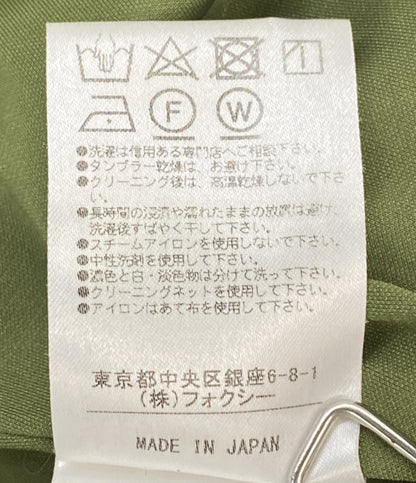 F W
●洗濯は信用ある専門店へご相談下さい。
●タンブラー乾燥は、お避け下さい。
●クリーニング後は、高温乾燥しないで下さい。
●長時間の浸漬や濡れたままの放置は避け、
洗濯後すばやく干して下さい。
●スチームアイロンを使用しないで下さい。
●中性洗剤を使用して下さい。
●濃色と白・淡色物は分けて洗って下さい。
●クリーニングネットを使用して下さい。
●アイロンはあて布を使用して下さい。
東京都中央区銀座6-8-1
(株)フォクシー
MADE IN JAPAN